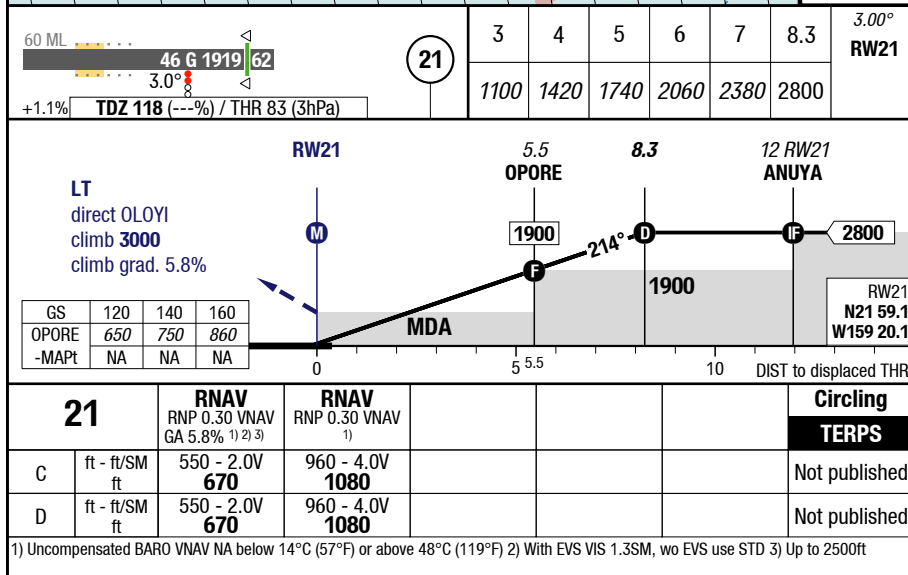 60 ML
46 G 1919 62
3.0°
+1.1% TDZ 118 (---%) / THR 83 (3hPa)
21
3 4 5 6 7 8.3 3.00° RW21
1100 1420 1740 2060 2380 2800
RW21
5.5
OPORE
8.3
12 RW21
ANUYA
LT
direct OLOYI
climb 3000
climb grad. 5.8%
M
1900
F
214°
D
IF
2800
1900
MDA
RW21
N21 59.1
W159 20.1
GS 120 140 160
OPORE 650 750 860
-MAPt NA NA NA
0 5 5.5 10 DIST to displaced THR
21
RNAV
RNP 0.30 VNAV
GA 5.8% 1) 2) 3)
RNAV
RNP 0.30 VNAV
1)
Circling
TERPS
C ft - ft/SM 550 - 2.0V 960 - 4.0V Not published
ft 670 1080
D ft - ft/SM 550 - 2.0V 960 - 4.0V Not published
ft 670 1080
1) Uncompensated BARO VNAV NA below 14°C (57°F) or above 48°C (119°F) 2) With EVS VIS 1.3SM, wo EVS use STD 3) Up to 2500ft